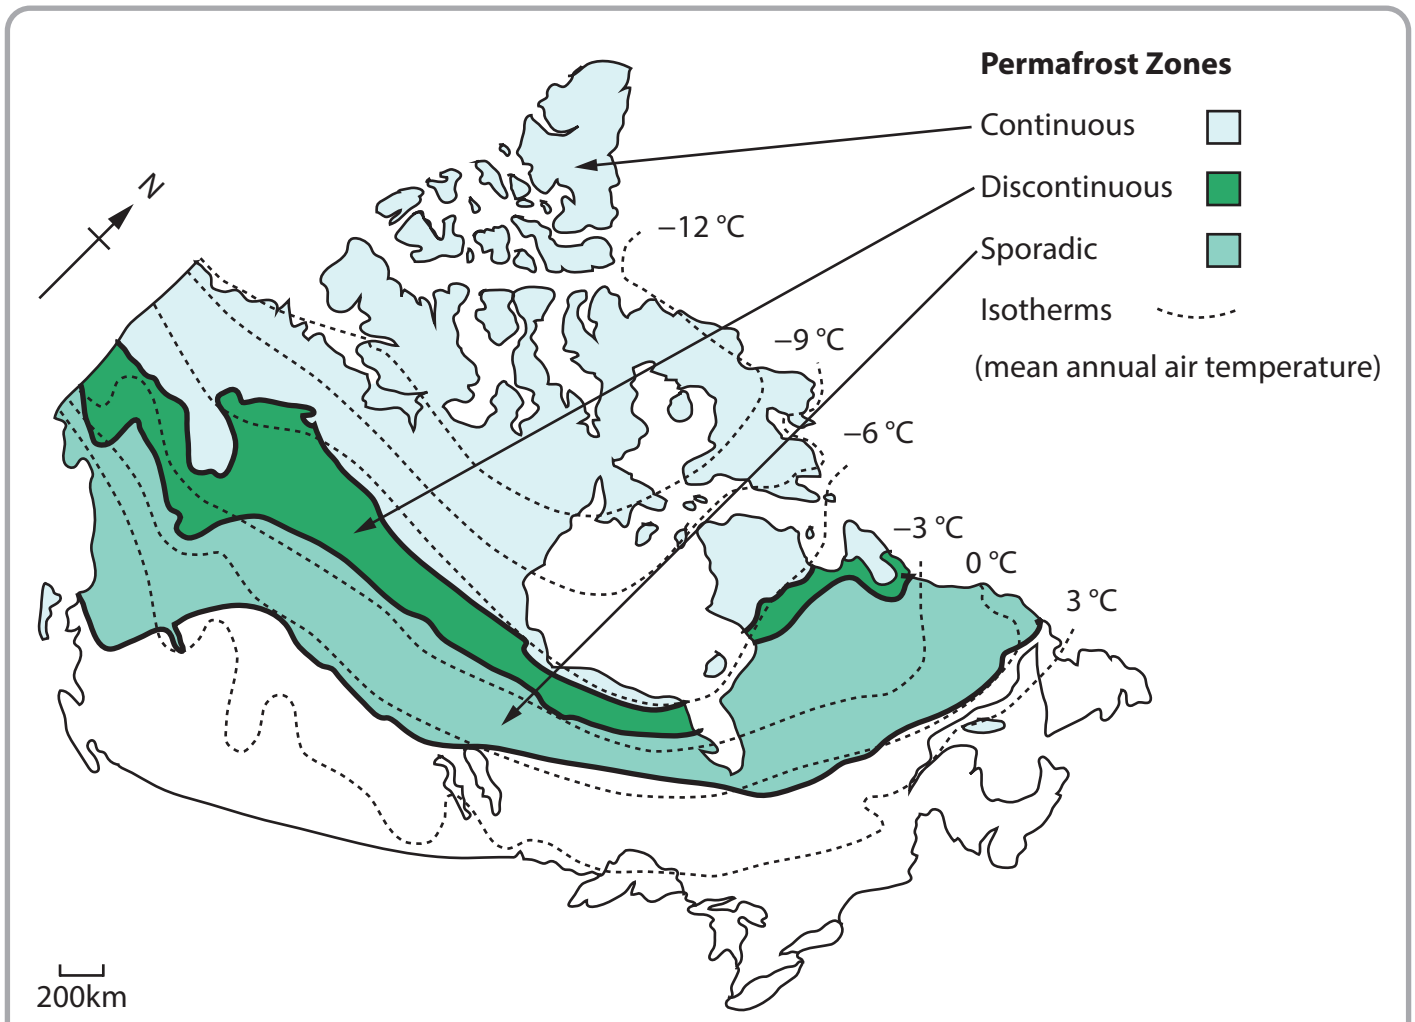 Permafrost Zones
Continuous
Discontinuous
Sporadic
Isotherms
(mean annual air temperature)
N
−12 °C
−9 °C
−6 °C
−3 °C
0 °C
3 °C
200km